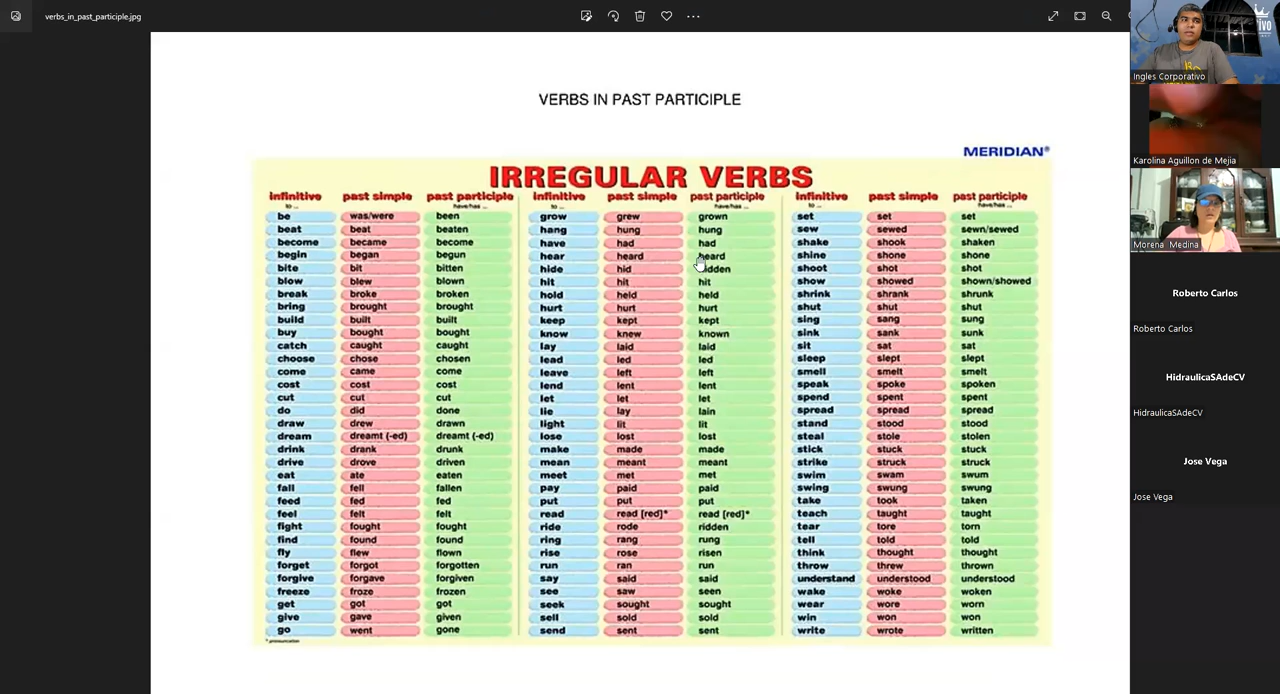 verbs_in_past_participle.jpg
VERBS IN PAST PARTICIPLE
MERIDIAN®
IRREGULAR VERBS
infinitive past simple past participle infinitive past simple past participle infinitive past simple past participle
to ... have/has ... to ... have/has ... to ... have/has ...
be was/were been grow grew grown set set set
beat beat beaten hang hung hung sew sewed sewn/sewed
become became become have had had shake shook shaken
begin began begun hear heard heard shine shone shone
bite bit bitten hide hid hidden shoot shot shot
blow blew blown hit hit hit show showed shown/showed
break broke broken hold held held shrink shrank shrunk
bring brought brought hurt hurt hurt shut shut shut
build built built keep kept kept sing sang sung
buy bought bought know knew known sink sank sunk
catch caught caught lay laid laid sit sat sat
choose chose chosen lead led led sleep slept slept
come came come leave left left smell smelt smelt
cost cost cost lend lent lent speak spoke spoken
cut cut cut let let let spend spent spent
do did done lie lay lain spread spread spread
draw drew drawn light lit lit stand stood stood
dream dreamt (-ed) dreamt (-ed) lose lost lost steal stole stolen
drink drank drunk make made made stick stuck stuck
drive drove driven mean meant meant strike struck struck
eat ate eaten meet met met swim swam swum
fall fell fallen pay paid paid swing swung swung
feed fed fed put put put take took taken
feel felt felt read read [red]* read [red]* teach taught taught
fight fought fought ride rode ridden tear tore torn
find found found ring rang rung tell told told
fly flew flown rise rose risen think thought thought
forget forgot forgotten run ran run throw threw thrown
forgive forgave forgiven say said said understand understood understood
freeze froze frozen see saw seen wake woke woken
get got got seek sought sought wear wore worn
give gave given sell sold sold win won won
go went gone send sent sent write wrote written
* pronunciation
Ingles Corporativo
Karolina Aguillon de Mejia
Morena Medina
Roberto Carlos
Roberto Carlos
HidraulicaSAdeCV
HidraulicaSAdeCV
Jose Vega
Jose Vega